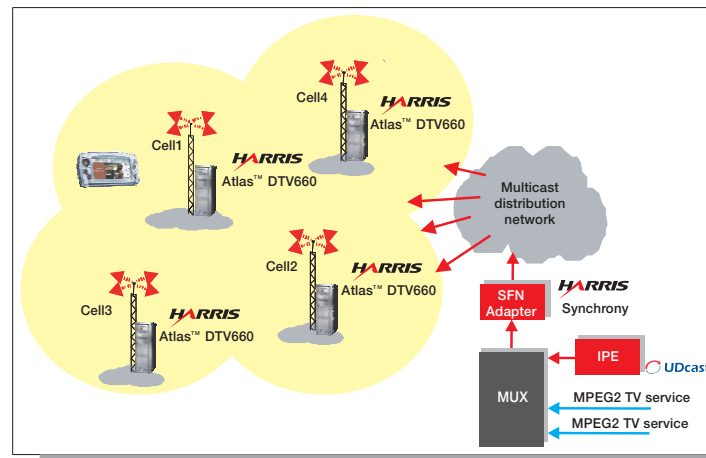 Cell4
HARRIS
Atlas™ DTV660
Cell1
HARRIS
Atlas™ DTV660
Multicast
distribution
network
Cell2
HARRIS
Atlas™ DTV660
Cell3
HARRIS
Atlas™ DTV660
SFN
Adapter
HARRIS
Synchrony
IPE
UDcast
MUX
MPEG2 TV service
MPEG2 TV service